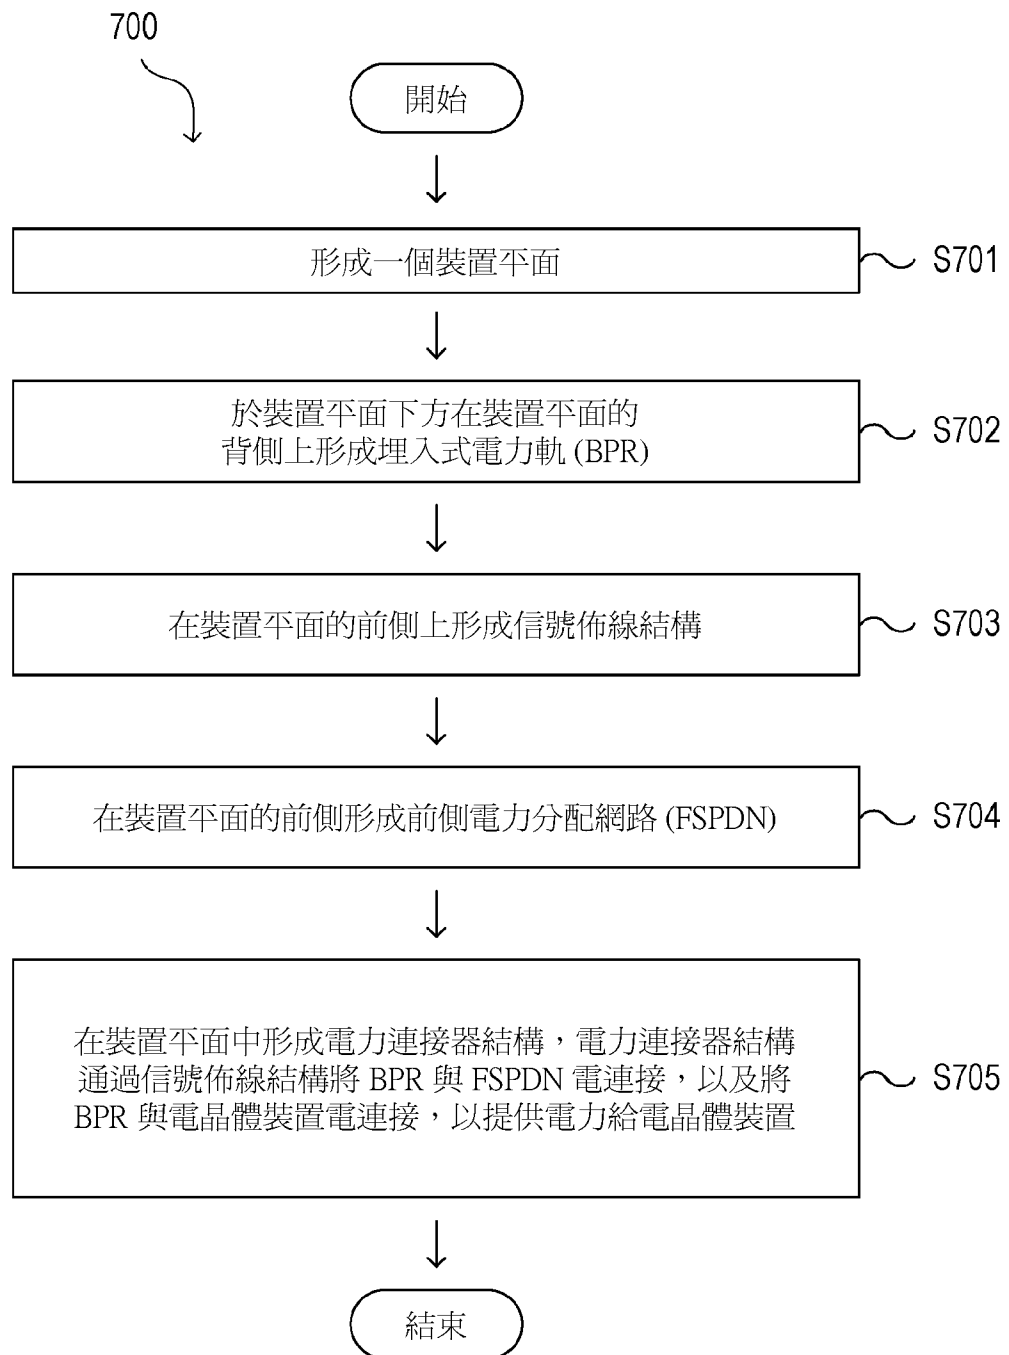 700
開始
形成一個裝置平面
S701
於裝置平面下方在裝置平面的
背側上形成埋入式電力軌 (BPR)
S702
在裝置平面的前側上形成信號佈線結構
S703
在裝置平面的前側形成前側電力分配網路 (FSPDN)
S704
在裝置平面中形成電力連接器結構，電力連接器結構
通過信號佈線結構將 BPR 與 FSPDN 電連接，以及將
BPR 與電晶體裝置電連接，以提供電力給電晶體裝置
S705
結束